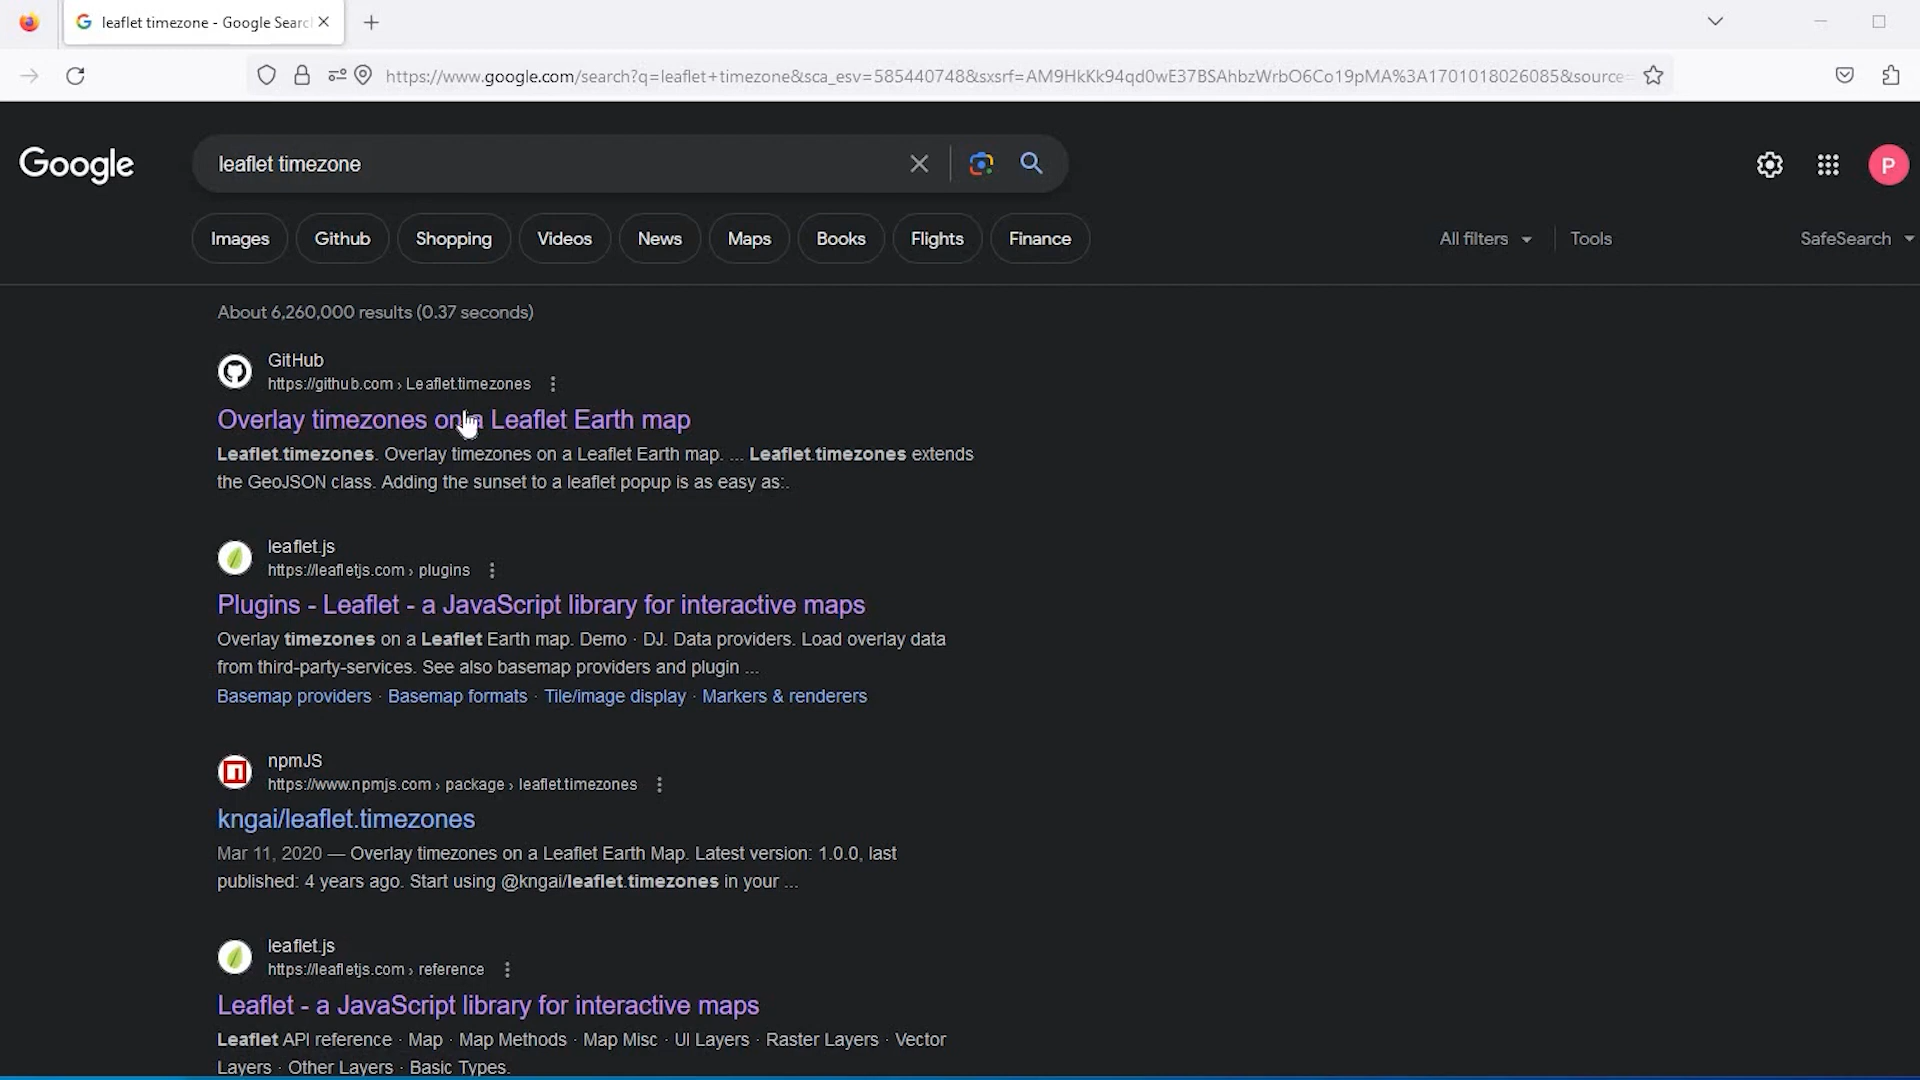 leaflet timezone - Google Searc
https://www.google.com/search?q=leaflet+timezone&sca_esv=585440748&sxsrf=AM9HkKk94qd0wE37BSAhbzWrbO6Co19pMA%3A1701018026085&source=
Google
leaflet timezone
P
Images Github Shopping Videos News Maps Books Flights Finance All filters Tools SafeSearch
About 6,260,000 results (0.37 seconds)
GitHub
https://github.com › Leaflet.timezones
Overlay timezones on a Leaflet Earth map
Leaflet.timezones. Overlay timezones on a Leaflet Earth map. ... Leaflet.timezones extends
the GeoJSON class. Adding the sunset to a leaflet popup is as easy as:.
leaflet.js
https://leafletjs.com › plugins
Plugins - Leaflet - a JavaScript library for interactive maps
Overlay timezones on a Leaflet Earth map. Demo · DJ. Data providers. Load overlay data
from third-party-services. See also basemap providers and plugin ...
Basemap providers · Basemap formats · Tile/image display · Markers & renderers
npmJS
https://www.npmjs.com › package › leaflet.timezones
kngai/leaflet.timezones
Mar 11, 2020 — Overlay timezones on a Leaflet Earth Map. Latest version: 1.0.0, last
published: 4 years ago. Start using @kngai/leaflet.timezones in your ...
leaflet.js
https://leafletjs.com › reference
Leaflet - a JavaScript library for interactive maps
Leaflet API reference · Map · Map Methods · Map Misc · UI Layers · Raster Layers · Vector
Layers · Other Layers · Basic Types.